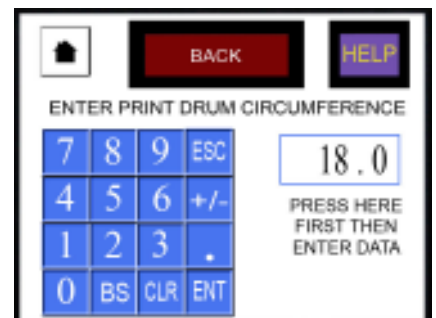 BACK
HELP
ENTER PRINT DRUM CIRCUMFERENCE
7 8 9 ESC
18.0
4 5 6 +/-
PRESS HERE
FIRST THEN
ENTER DATA
1 2 3 .
0 BS CLR ENT